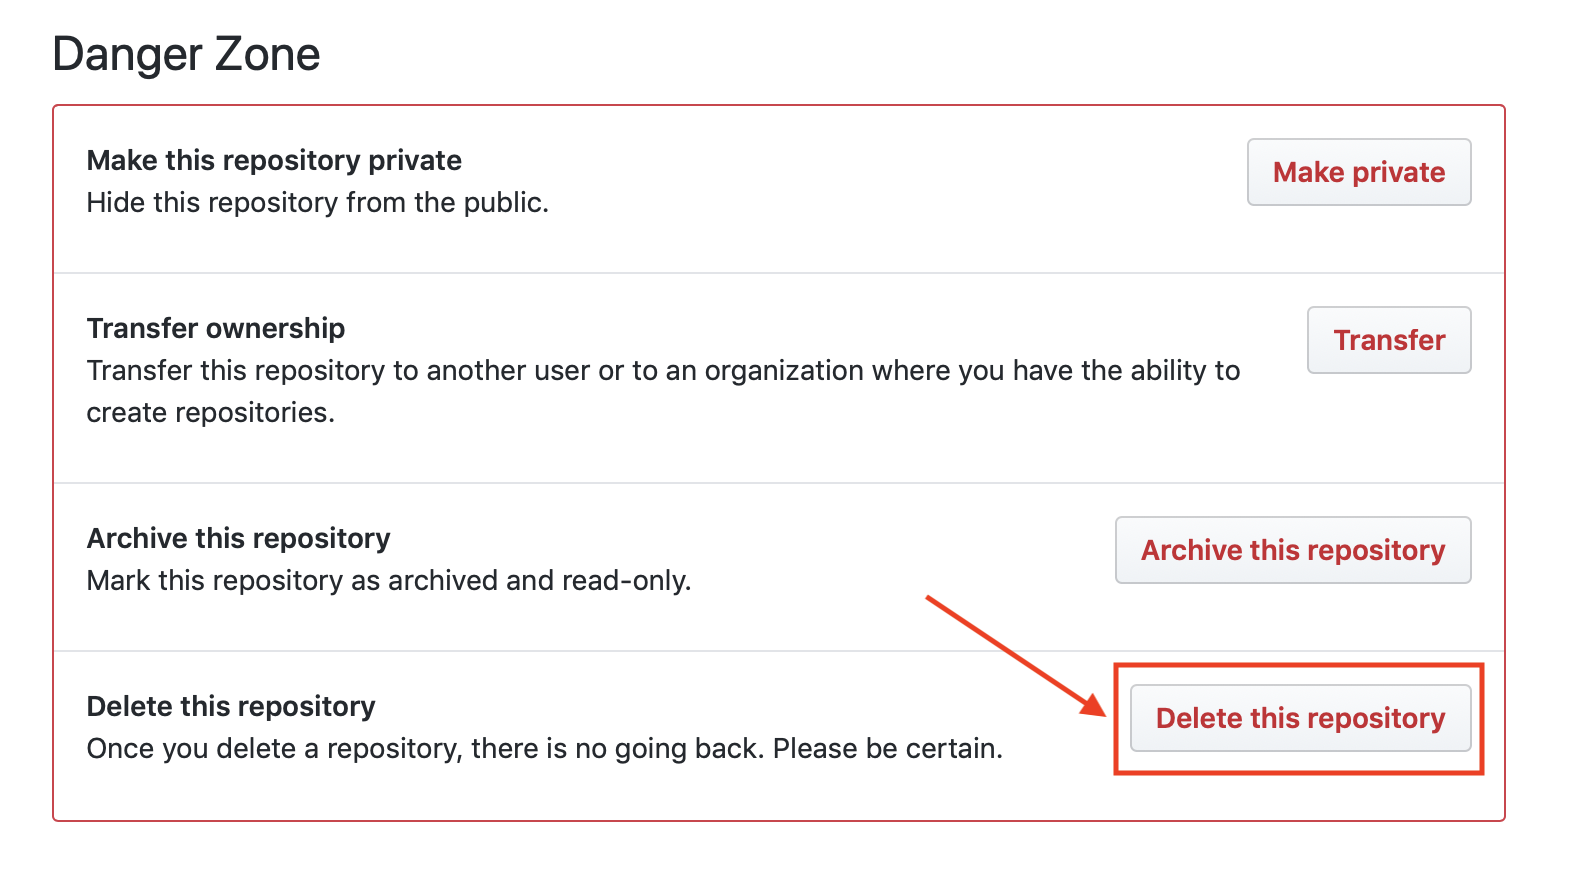 Danger Zone
Make this repository private
Hide this repository from the public.
Make private
Transfer ownership
Transfer this repository to another user or to an organization where you have the ability to
create repositories.
Transfer
Archive this repository
Mark this repository as archived and read-only.
Archive this repository
Delete this repository
Once you delete a repository, there is no going back. Please be certain.
Delete this repository